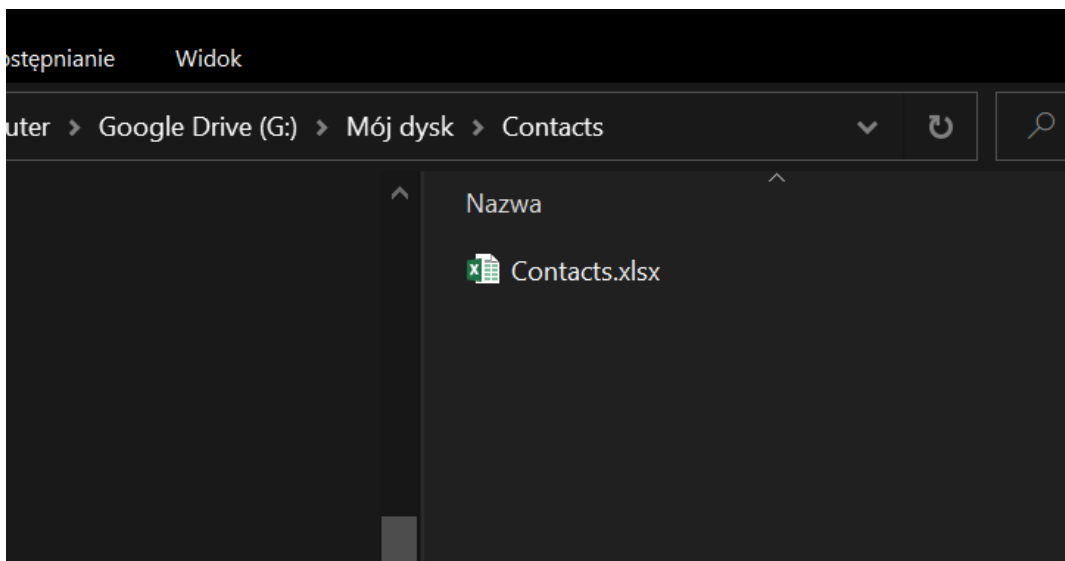 ostępnianie Widok
uter > Google Drive (G:) > Mój dysk > Contacts
Nazwa
Contacts.xlsx